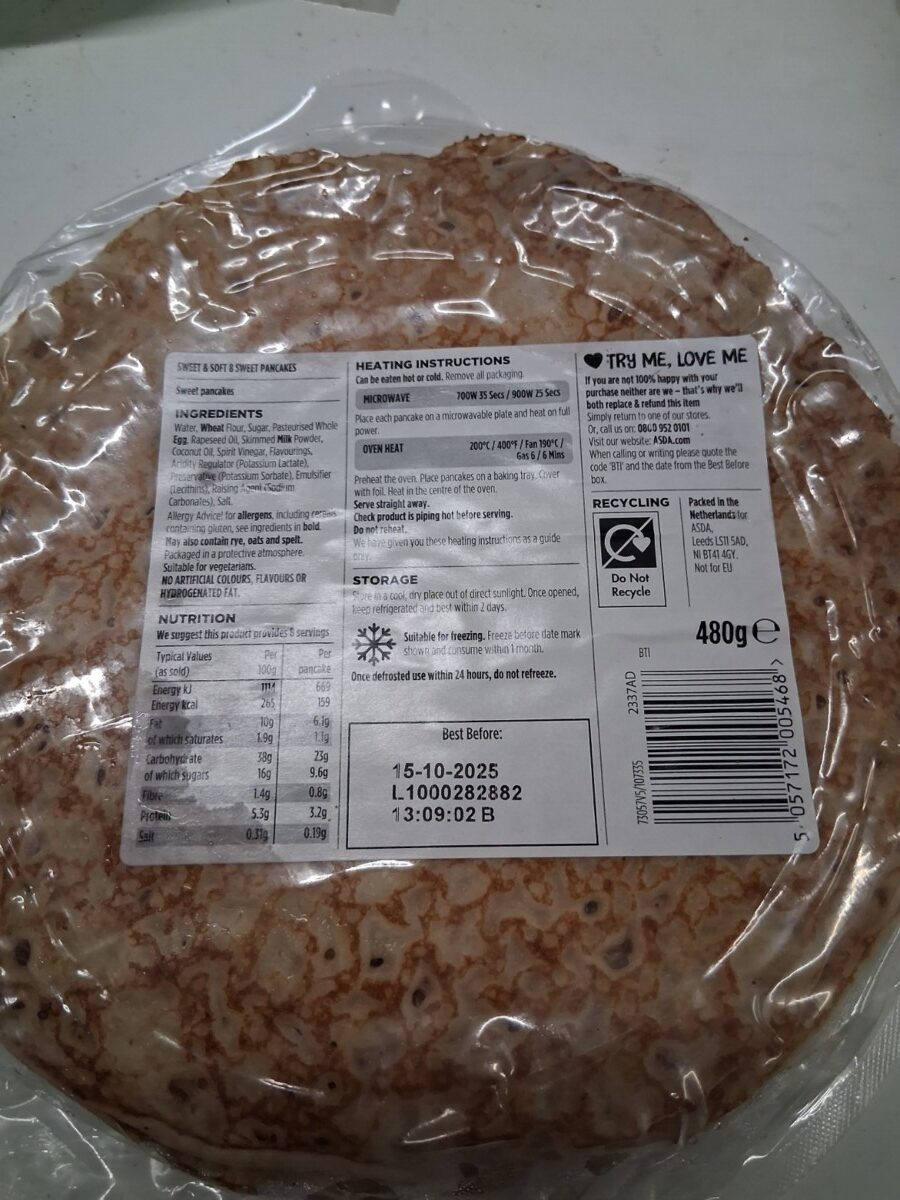 SWEET & SOFT 8 SWEET PANCAKES
Sweet pancakes
INGREDIENTS
Water, Wheat Flour, Sugar, Pasteurised Whole
Egg, Rapeseed Oil, Skimmed Milk Powder,
Coconut Oil, Spirit Vinegar, Flavourings,
Acidity Regulator (Potassium Lactate),
Preservative (Potassium Sorbate), Emulsifier
(Lecithins), Raising Agent (Sodium
Carbonates), Salt.
Allergy Advice! for allergens, including cereals
containing gluten, see ingredients in bold.
May also contain rye, oats and spelt.
Packaged in a protective atmosphere.
Suitable for vegetarians.
NO ARTIFICIAL COLOURS, FLAVOURS OR
HYDROGENATED FAT.
NUTRITION
We suggest this product provides 8 servings
Typical Values Per Per
(as sold) 100g pancake
Energy kJ 1114 669
Energy kcal 265 159
Fat 10g 6.1g
of which saturates 1.9g 1.1g
Carbohydrate 38g 23g
of which sugars 16g 9.6g
Fibre 1.4g 0.8g
Protein 5.3g 3.2g
Salt 0.31g 0.19g
HEATING INSTRUCTIONS
Can be eaten hot or cold. Remove all packaging.
MICROWAVE 700W 35 Secs / 900W 25 Secs
Place each pancake on a microwavable plate and heat on full
power.
OVEN HEAT 200°C / 400°F / Fan 190°C /
Gas 6 / 6 Mins
Preheat the oven. Place pancakes on a baking tray. Cover
with foil. Heat in the centre of the oven.
Serve straight away.
Check product is piping hot before serving.
Do not reheat.
We have given you these heating instructions as a guide
only.
STORAGE
Store in a cool, dry place out of direct sunlight. Once opened,
keep refrigerated and best within 2 days.
Suitable for freezing. Freeze before date mark
shown and consume within 1 month.
Once defrosted use within 24 hours, do not refreeze.
Best Before:
15-10-2025
L1000282882
13:09:02 B
TRY ME, LOVE ME
If you are not 100% happy with your
purchase neither are we – that's why we'll
both replace & refund this item
Simply return to one of our stores.
Or, call us on: 0800 952 0101
Visit our website: ASDA.com
When calling or writing please quote the
code 'BTI' and the date from the Best Before
box.
RECYCLING
Do Not
Recycle
Packed in the
Netherlands for
ASDA,
Leeds LS11 5AD,
NI BT41 4GY.
Not for EU
480g e
BTI
2337AD
73057V5/107335
5 057172 005468 >